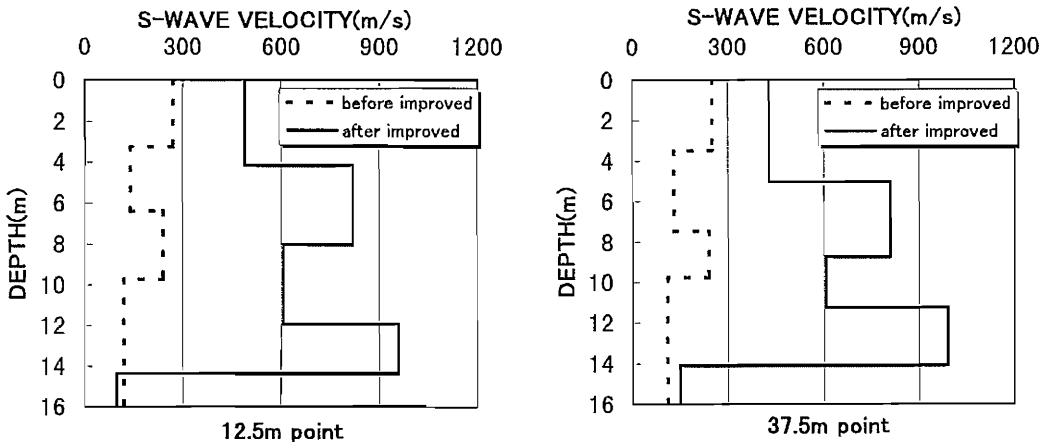 S-WAVE VELOCITY(m/s)
0 300 600 900 1200
DEPTH(m)
0
2
4
6
8
10
12
14
16
before improved
after improved
12.5m point
S-WAVE VELOCITY(m/s)
0 300 600 900 1200
DEPTH(m)
0
2
4
6
8
10
12
14
16
before improved
after improved
37.5m point